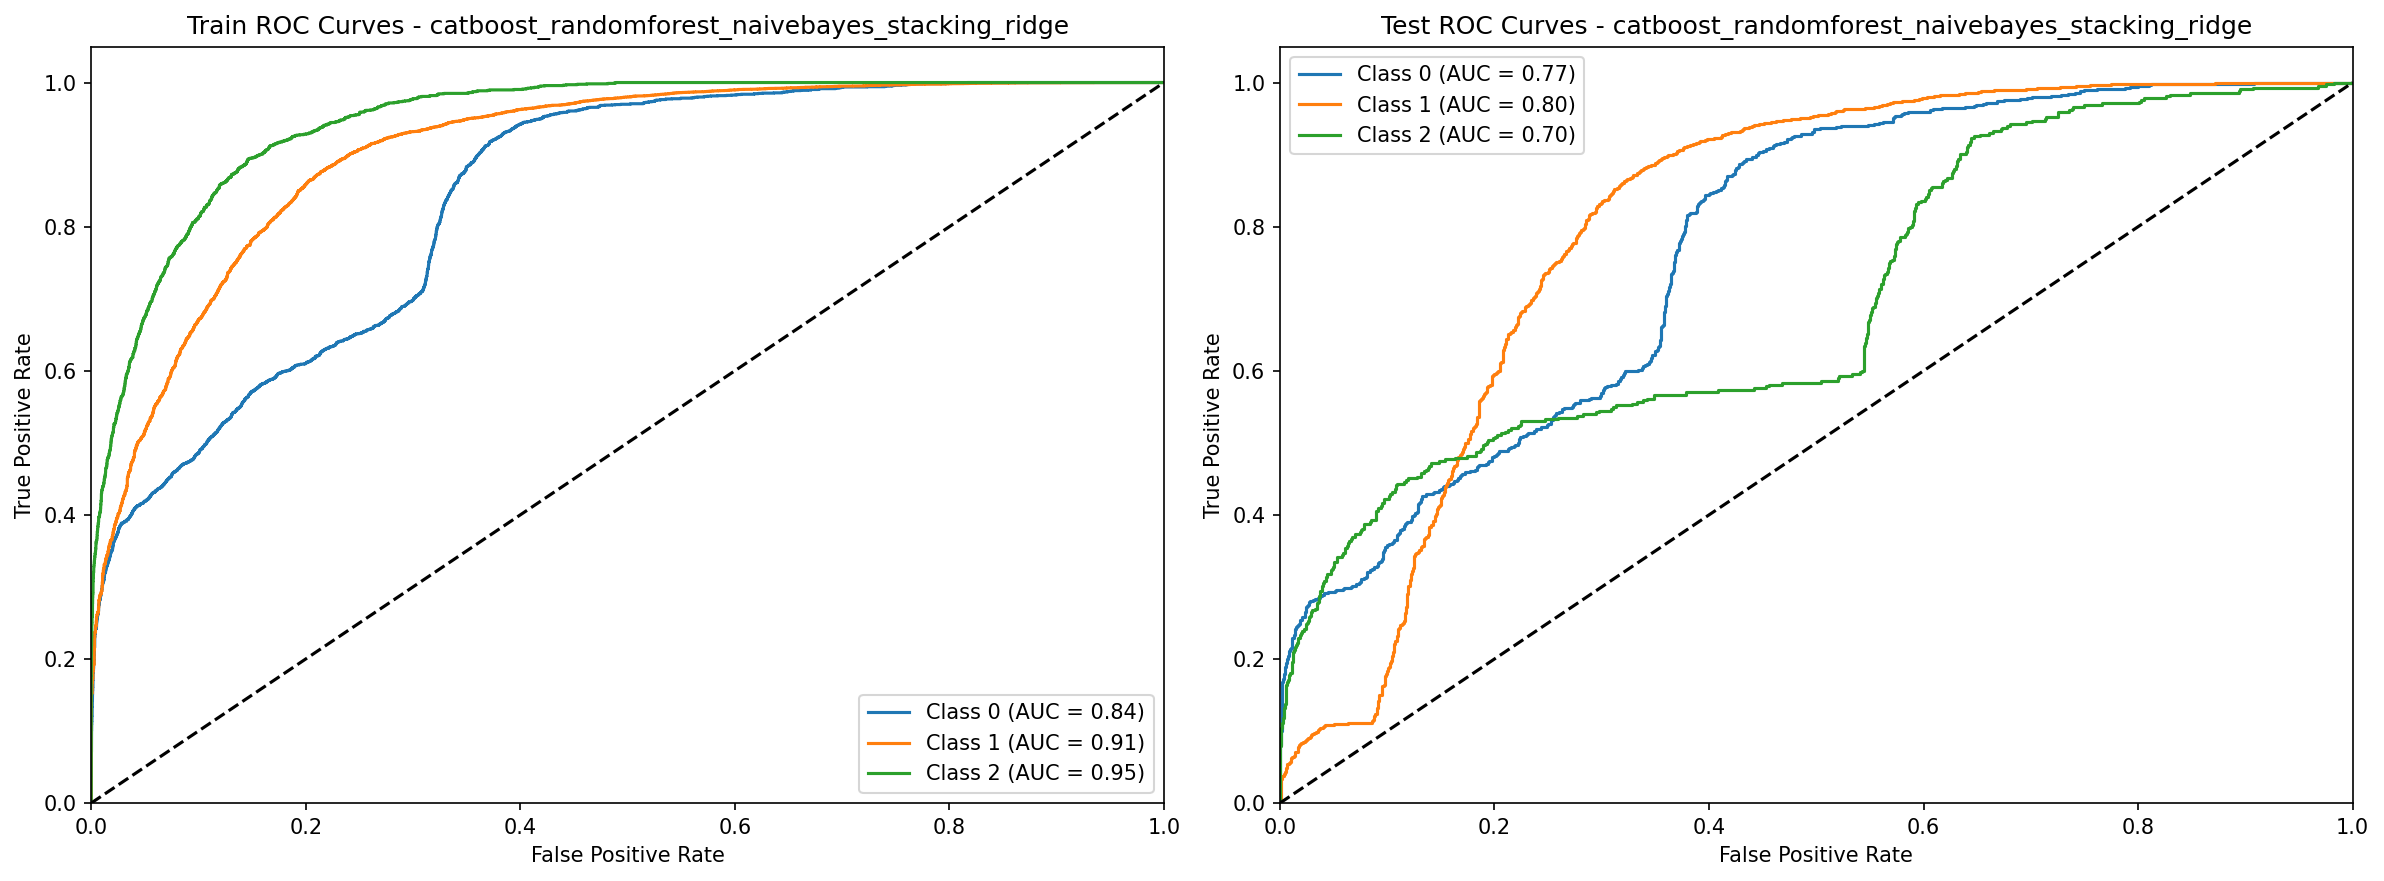 Train ROC Curves - catboost_randomforest_naivebayes_stacking_ridge
True Positive Rate
1.0
0.8
0.6
0.4
0.2
0.0
Class 0 (AUC = 0.84)
Class 1 (AUC = 0.91)
Class 2 (AUC = 0.95)
0.0 0.2 0.4 0.6 0.8 1.0
False Positive Rate
Test ROC Curves - catboost_randomforest_naivebayes_stacking_ridge
True Positive Rate
1.0
0.8
0.6
0.4
0.2
0.0
Class 0 (AUC = 0.77)
Class 1 (AUC = 0.80)
Class 2 (AUC = 0.70)
0.0 0.2 0.4 0.6 0.8 1.0
False Positive Rate